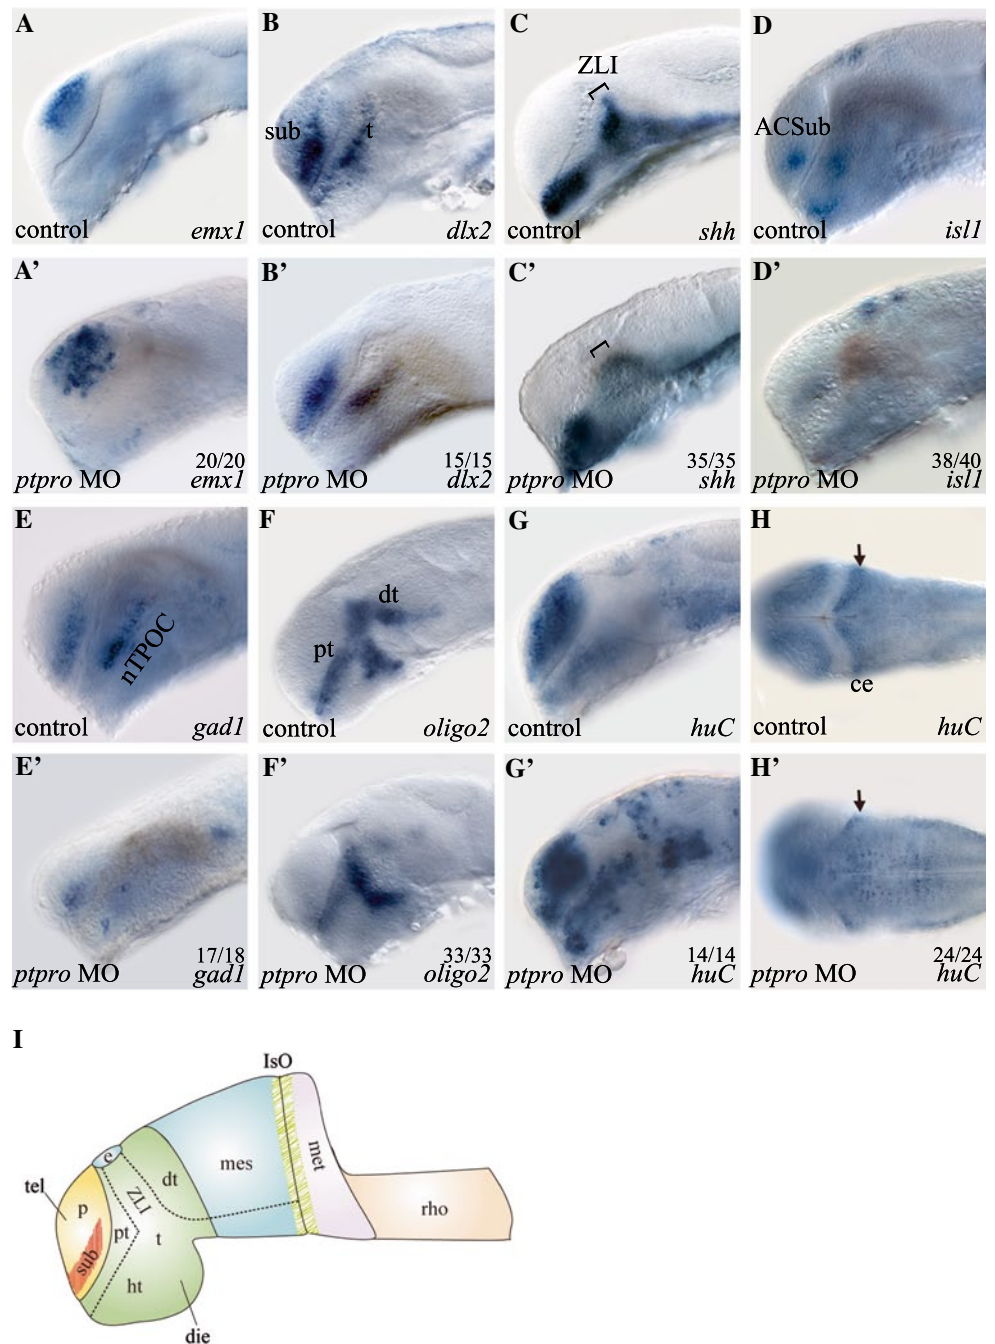 A
control
emx1
B
sub
t
control
dlx2
C
ZLI
control
shh
D
ACSub
control
isl1
A’
20/20
ptpro MO
emx1
B’
15/15
ptpro MO
dlx2
C’
35/35
ptpro MO
shh
D’
38/40
ptpro MO
isl1
E
nTPOC
control
gad1
F
dt
pt
control
oligo2
G
control
huC
H
ce
control
huC
E’
17/18
ptpro MO
gad1
F’
33/33
ptpro MO
oligo2
G’
14/14
ptpro MO
huC
H’
24/24
ptpro MO
huC
I
IsO
e
met
mes
dt
tel
ZLI
p
rho
pt
t
sub
ht
die